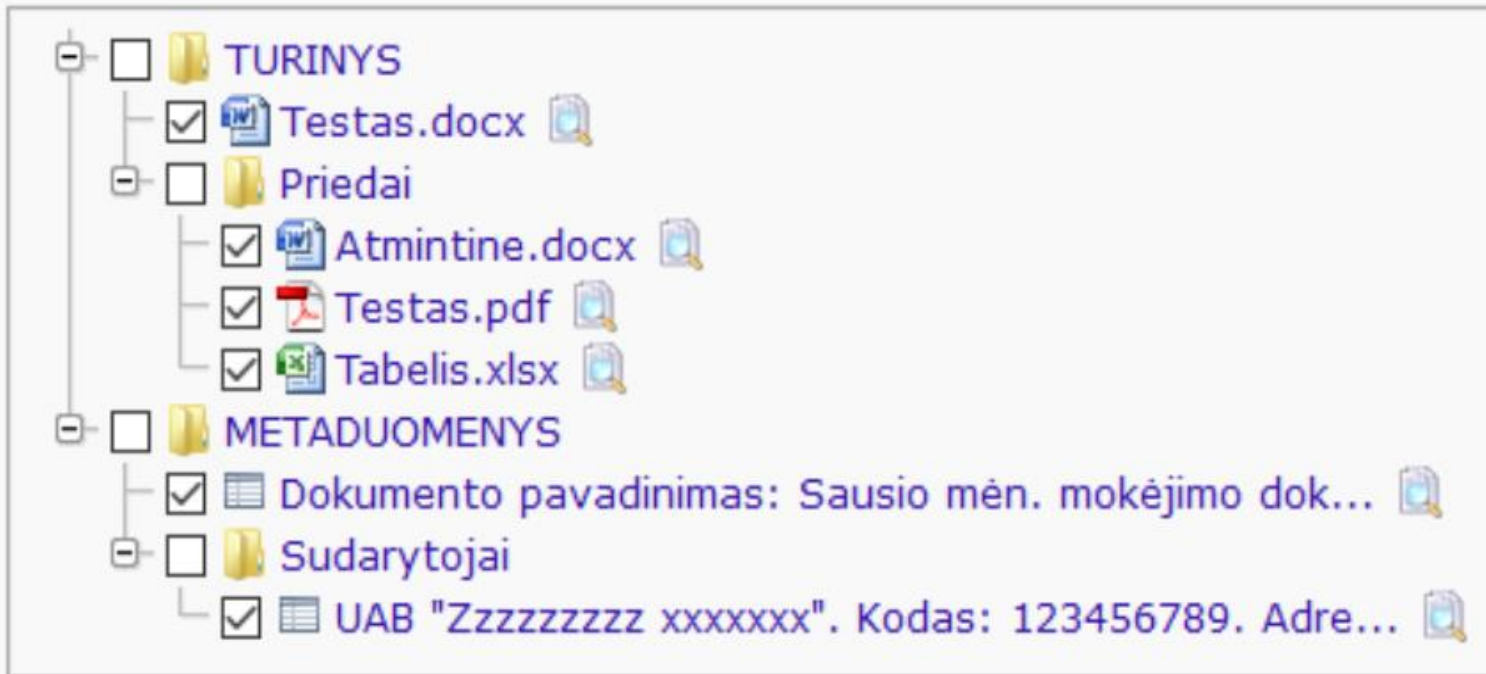 TURINYS
Testas.docx
Priedai
Atmintine.docx
Testas.pdf
Tabelis.xlsx
METADUOMENYS
Dokumento pavadinimas: Sausio mėn. mokėjimo dok...
Sudarytojai
UAB "Zzzzzzzzz xxxxxxx". Kodas: 123456789. Adre...